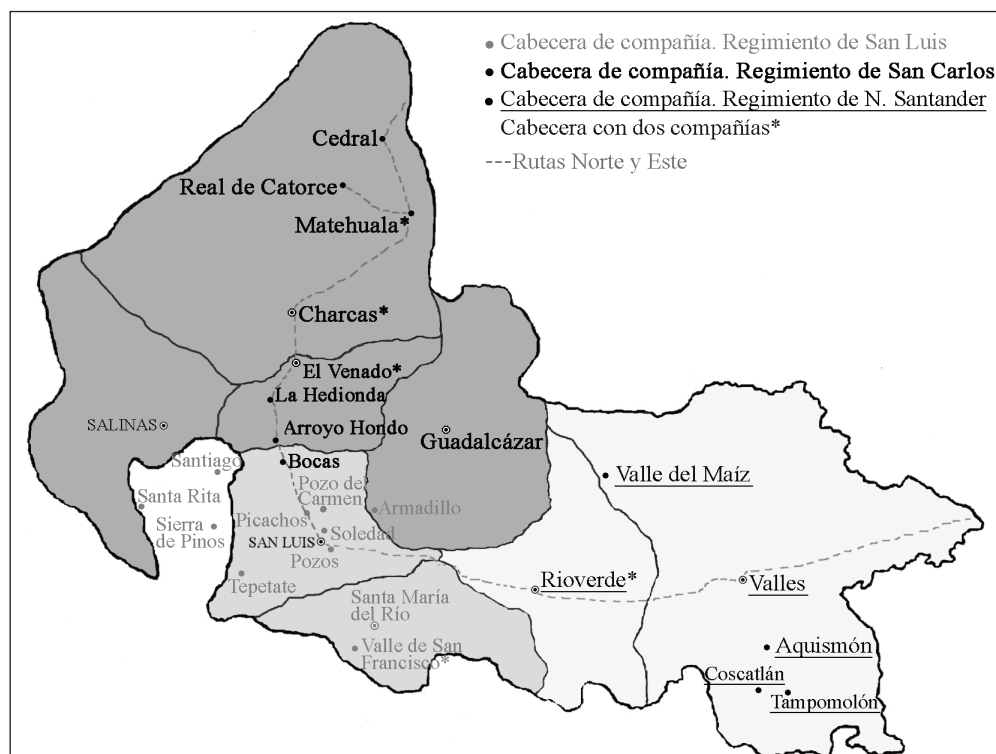 Cabecera de compañía. Regimiento de San Luis
Cabecera de compañía. Regimiento de San Carlos
Cabecera de compañía. Regimiento de N. Santander
Cabecera con dos compañías*
---Rutas Norte y Este
Cedral
Real de Catorce
Matehuala*
Charcas*
El Venado*
La Hedionda
SALINAS
Arroyo Hondo
Guadalcázar
Santiago
Bocas
Valle del Maíz
Pozo de
Carmen
Santa Rita
Armadillo
Picachos
Sierra
de Pinos
Soledad
SAN LUIS
Pozos
Tepetate
Rioverde*
Valles
Santa María
del Río
Valle de San
Francisco*
Aquismón
Coscatlán
Tampomolón